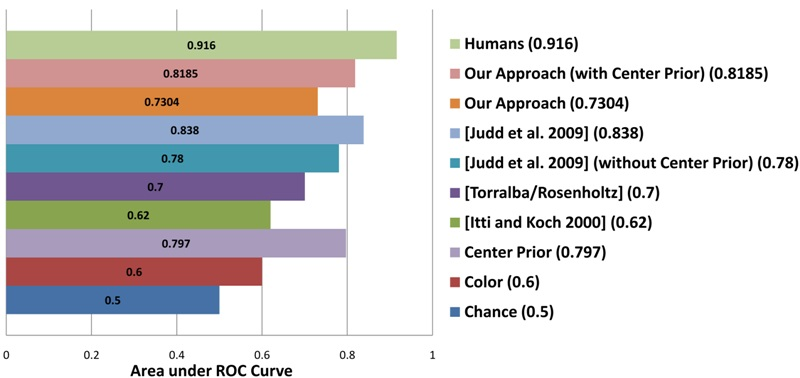 0.916
0.8185
0.7304
0.838
0.78
0.7
0.62
0.797
0.6
0.5
0 0.2 0.4 0.6 0.8 1
Area under ROC Curve
Humans (0.916)
Our Approach (with Center Prior) (0.8185)
Our Approach (0.7304)
[Judd et al. 2009] (0.838)
[Judd et al. 2009] (without Center Prior) (0.78)
[Torralba/Rosenholtz] (0.7)
[Itti and Koch 2000] (0.62)
Center Prior (0.797)
Color (0.6)
Chance (0.5)